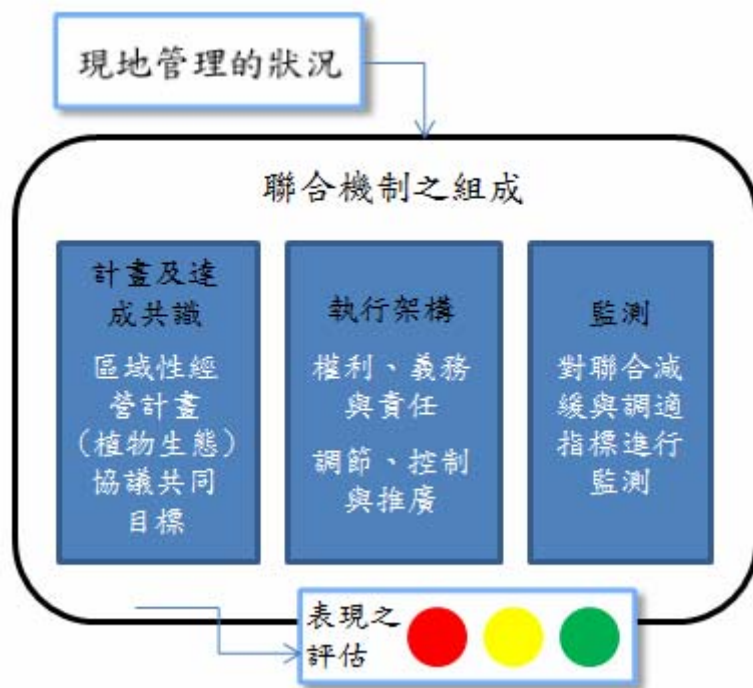 現地管理的狀況
聯合機制之組成
計畫及達
成共識
區域性經
營計畫
(植物生態)
協議共同
目標
執行架構
權利、義務
與責任
調節、控制
與推廣
監測
對聯合減
緩與調適
指標進行
監測
表現之
評估